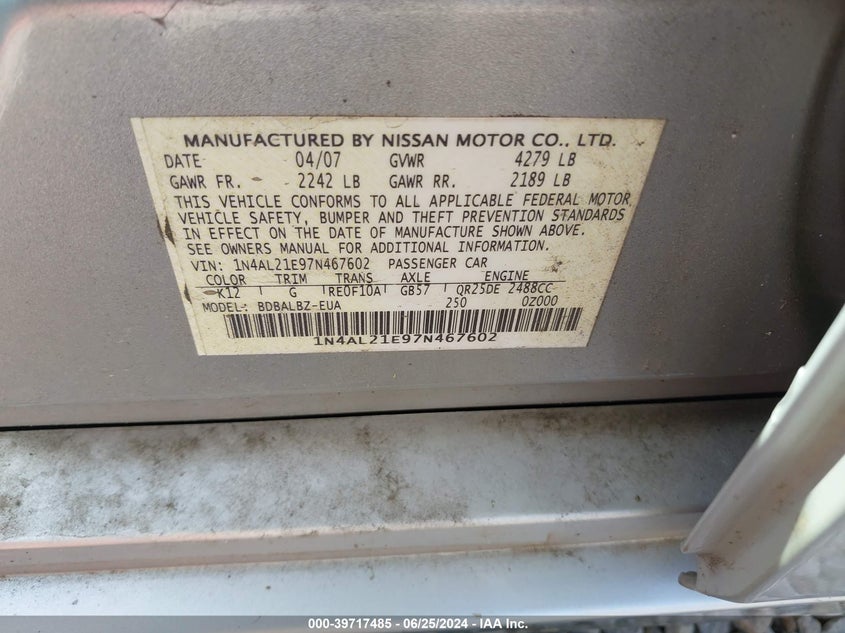 MANUFACTURED BY NISSAN MOTOR CO., LTD.
DATE 04/07 GVWR 4279 LB
GAWR FR. 2242 LB GAWR RR. 2189 LB
THIS VEHICLE CONFORMS TO ALL APPLICABLE FEDERAL MOTOR
VEHICLE SAFETY, BUMPER AND THEFT PREVENTION STANDARDS
IN EFFECT ON THE DATE OF MANUFACTURE SHOWN ABOVE.
SEE OWNERS MANUAL FOR ADDITIONAL INFORMATION.
VIN: 1N4AL21E97N467602 PASSENGER CAR
COLOR TRIM TRANS AXLE ENGINE
K12 G RE0F10A GB57 QR25DE 2488CC
MODEL: BDBALBZ-EUA 250 0Z000
1N4AL21E97N467602
000-39717485 - 06/25/2024 - IAA Inc.